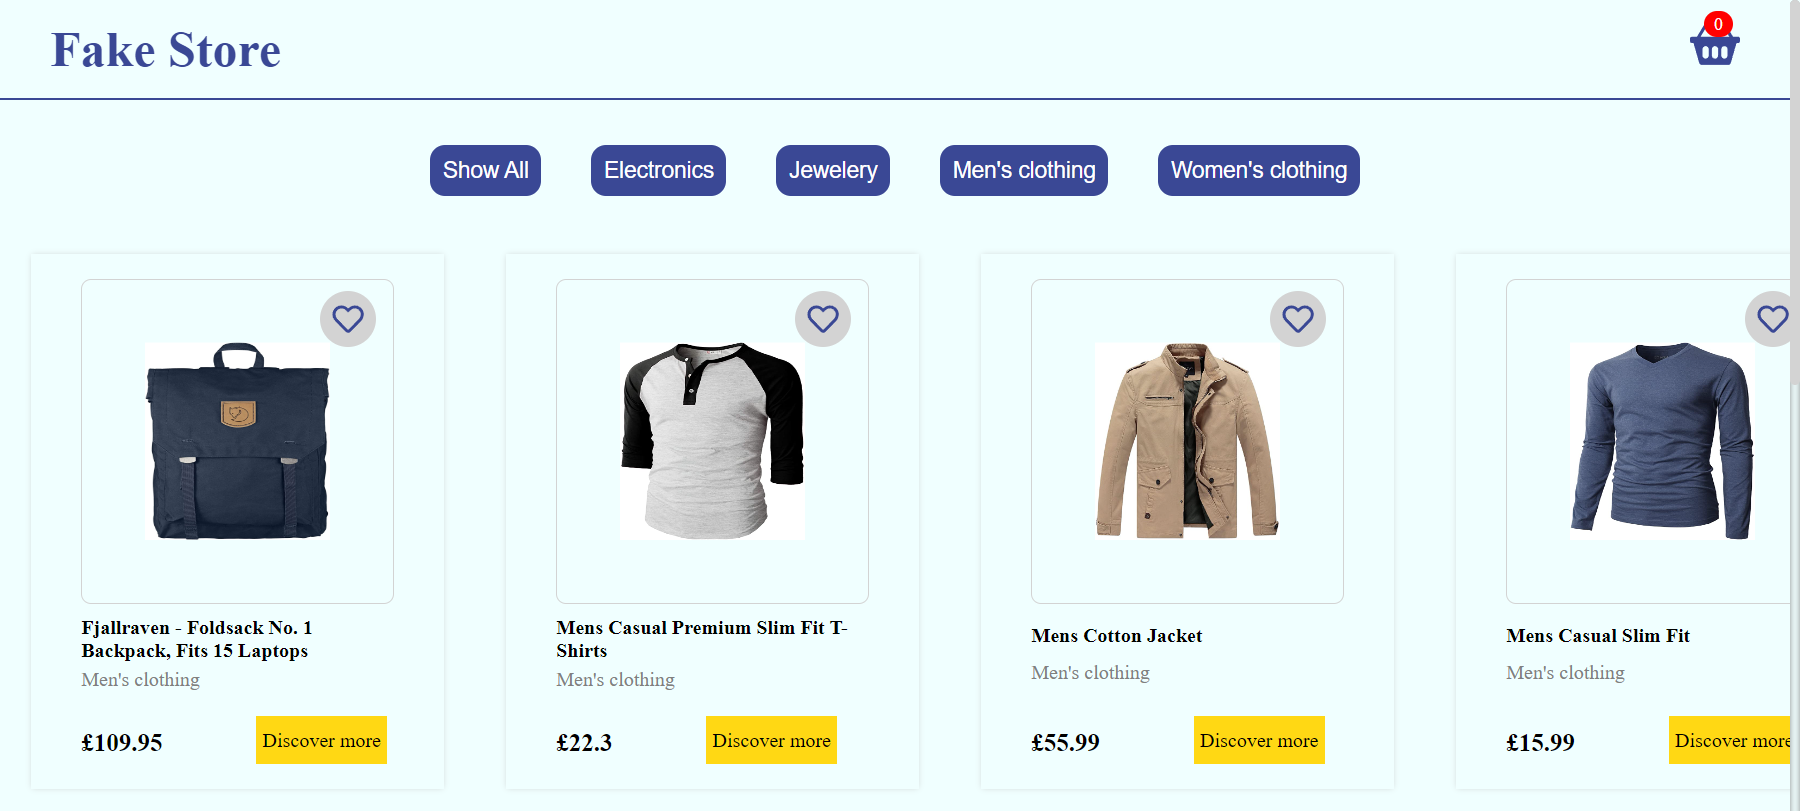 Fake Store
0
Show All
Electronics
Jewelery
Men's clothing
Women's clothing
Fjallraven - Foldsack No. 1
Backpack, Fits 15 Laptops
Men's clothing
£109.95
Discover more
Mens Casual Premium Slim Fit T-
Shirts
Men's clothing
£22.3
Discover more
Mens Cotton Jacket
Men's clothing
£55.99
Discover more
Mens Casual Slim Fit
Men's clothing
£15.99
Discover more